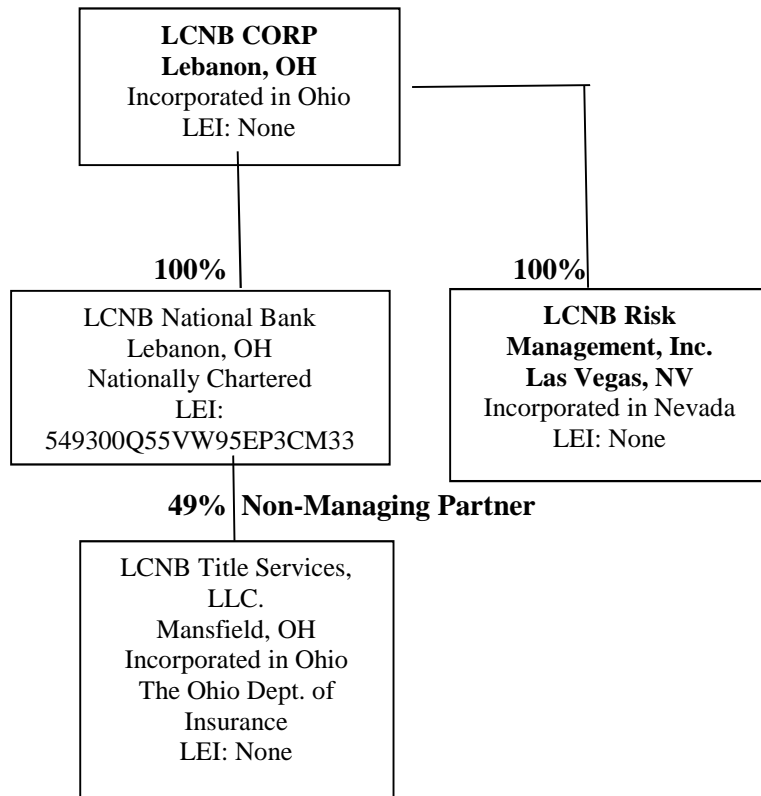 LCNB CORP
Lebanon, OH
Incorporated in Ohio
LEI: None
100%
100%
LCNB National Bank
Lebanon, OH
Nationally Chartered
LEI:
549300Q55VW95EP3CM33
LCNB Risk
Management, Inc.
Las Vegas, NV
Incorporated in Nevada
LEI: None
49% Non-Managing Partner
LCNB Title Services,
LLC.
Mansfield, OH
Incorporated in Ohio
The Ohio Dept. of
Insurance
LEI: None